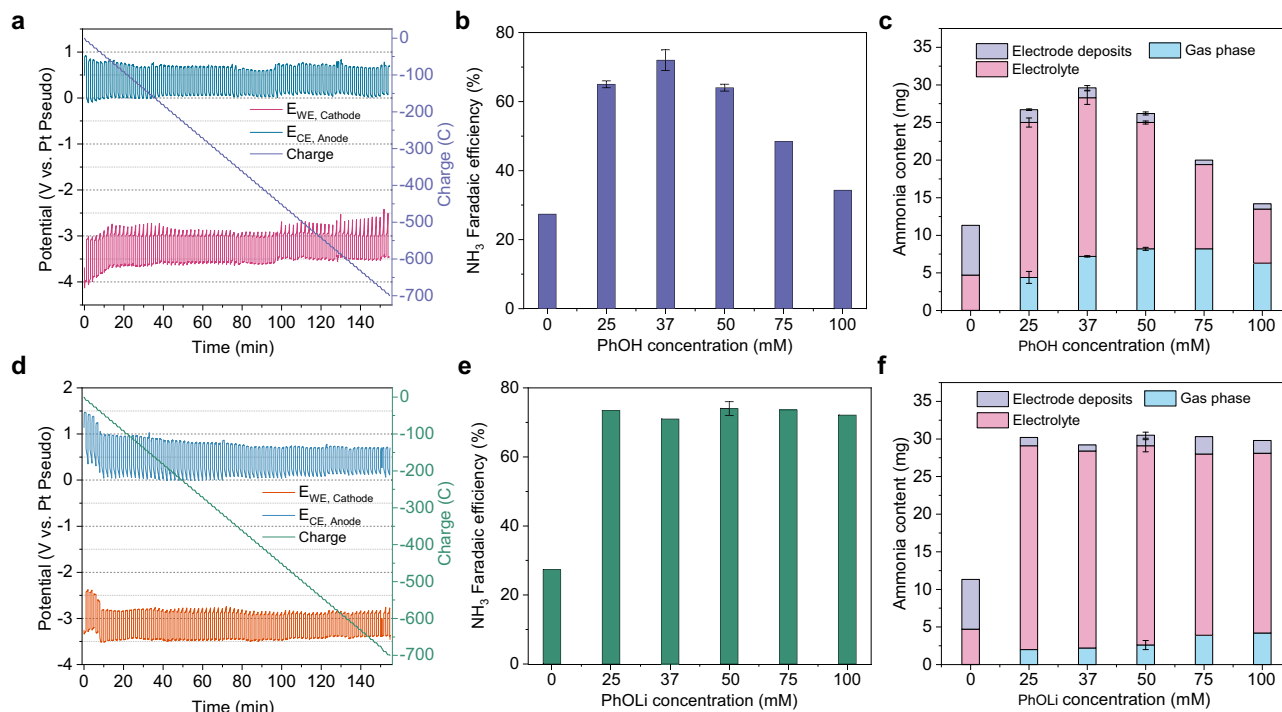 a
Potential (V vs. Pt Pseudo)
1
0
-1
-2
-3
-4
E_WE, Cathode
E_CE, Anode
Charge
0
-100
-200
-300
-400
-500
-600
-700
Charge (C)
0 20 40 60 80 100 120 140
Time (min)
b
NH₃ Faradaic efficiency (%)
80
60
40
20
0
0 25 37 50 75 100
PhOH concentration (mM)
c
Ammonia content (mg)
35
30
25
20
15
10
5
0
Electrode deposits
Gas phase
Electrolyte
0 25 37 50 75 100
PhOH concentration (mM)
d
Potential (V vs. Pt Pseudo)
2
1
0
-1
-2
-3
-4
E_WE, Cathode
E_CE, Anode
Charge
0
-100
-200
-300
-400
-500
-600
-700
Charge (C)
0 20 40 60 80 100 120 140
Time (min)
e
NH₃ Faradaic efficiency (%)
80
60
40
20
0
0 25 37 50 75 100
PhOLi concentration (mM)
f
Ammonia content (mg)
35
30
25
20
15
10
5
0
Electrode deposits
Gas phase
Electrolyte
0 25 37 50 75 100
PhOLi concentration (mM)